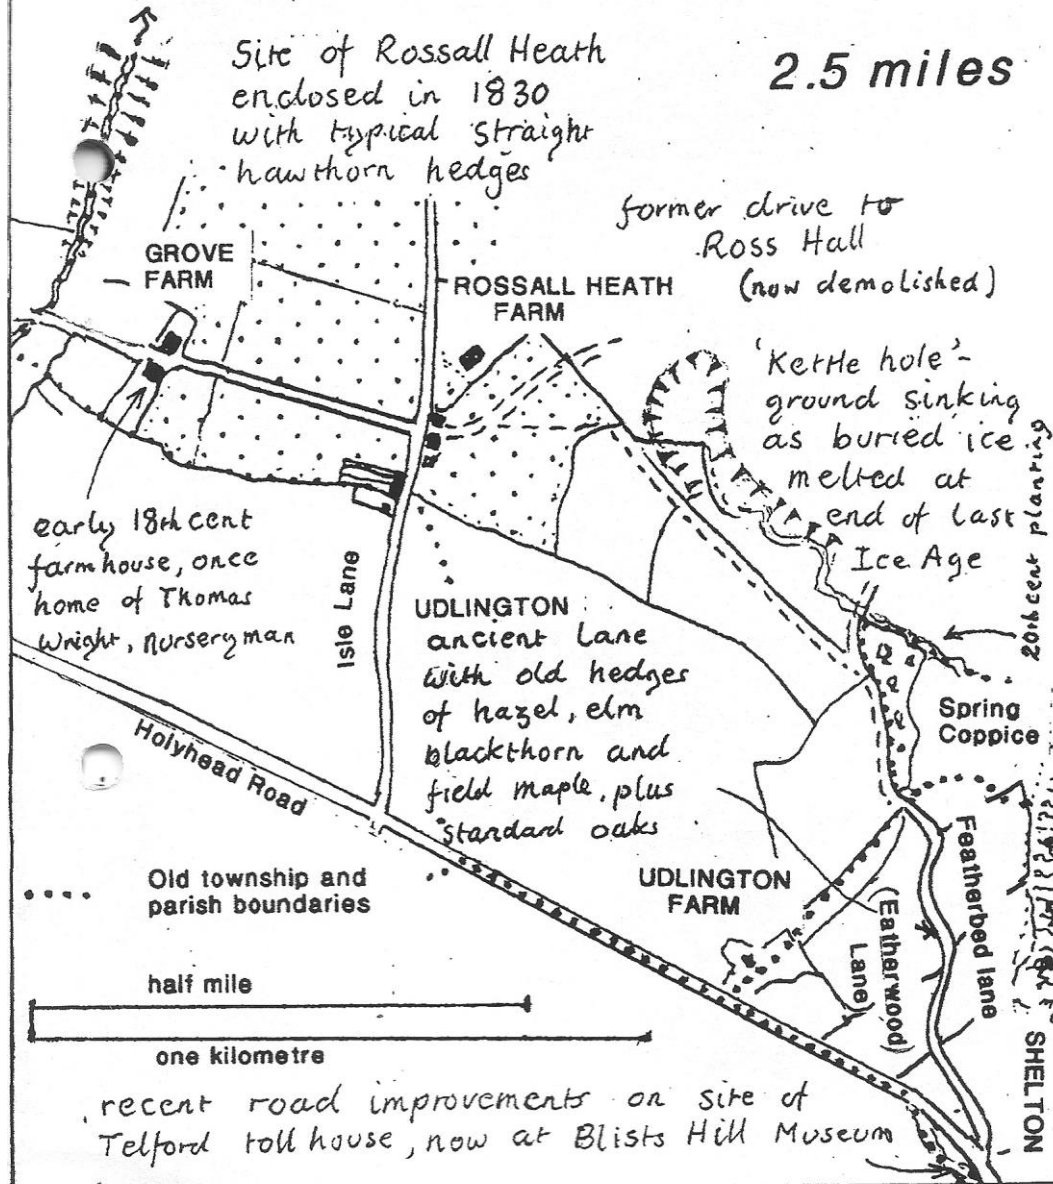 2.5 miles
Site of Rossall Heath
enclosed in 1830
with typical straight
hawthorn hedges
former drive to
Ross Hall
(now demolished)
GROVE
FARM
ROSSALL HEATH
FARM
'Kettle hole'-
ground sinking
as buried ice
melted at
end of last
Ice Age
20th cent planting
early 18th cent
farmhouse, once
home of Thomas
Wright, nurseryman
Isle Lane
UDLINGTON
ancient lane
with old hedges
of hazel, elm
blackthorn and
field maple, plus
standard oaks
Spring
Coppice
Holyhead Road
UDLINGTON
FARM
Featherbed lane
(Eatherwood
Lane)
SHELTON
Old township and
parish boundaries
half mile
one kilometre
recent road improvements on site of
Telford toll house, now at Blists Hill Museum